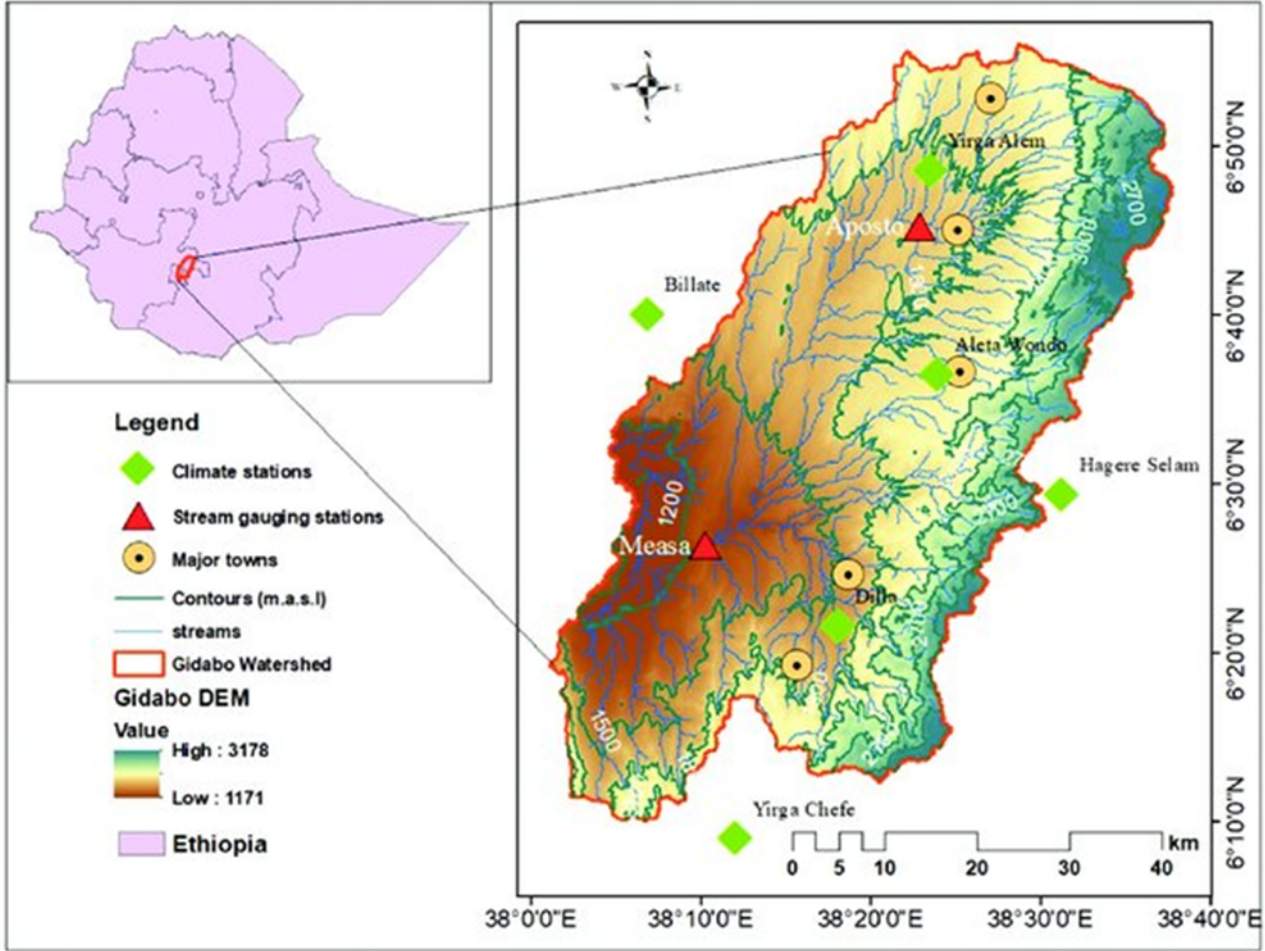 N
W
E
Yirga Alem
2700
Aposto
Billate
Aleta Wondo
Hagere Selam
1200
Measa
Dilla
1500
Yirga Chefe
km
0 5 10 20 30 40
6°50'0"N
6°40'0"N
6°30'0"N
6°20'0"N
6°10'0"N
38°0'0"E 38°10'0"E 38°20'0"E 38°30'0"E 38°40'0"E
Legend
Climate stations
Stream gauging stations
Major towns
Contours (m.a.s.l)
streams
Gidabo Watershed
Gidabo DEM
Value
High : 3178
Low : 1171
Ethiopia